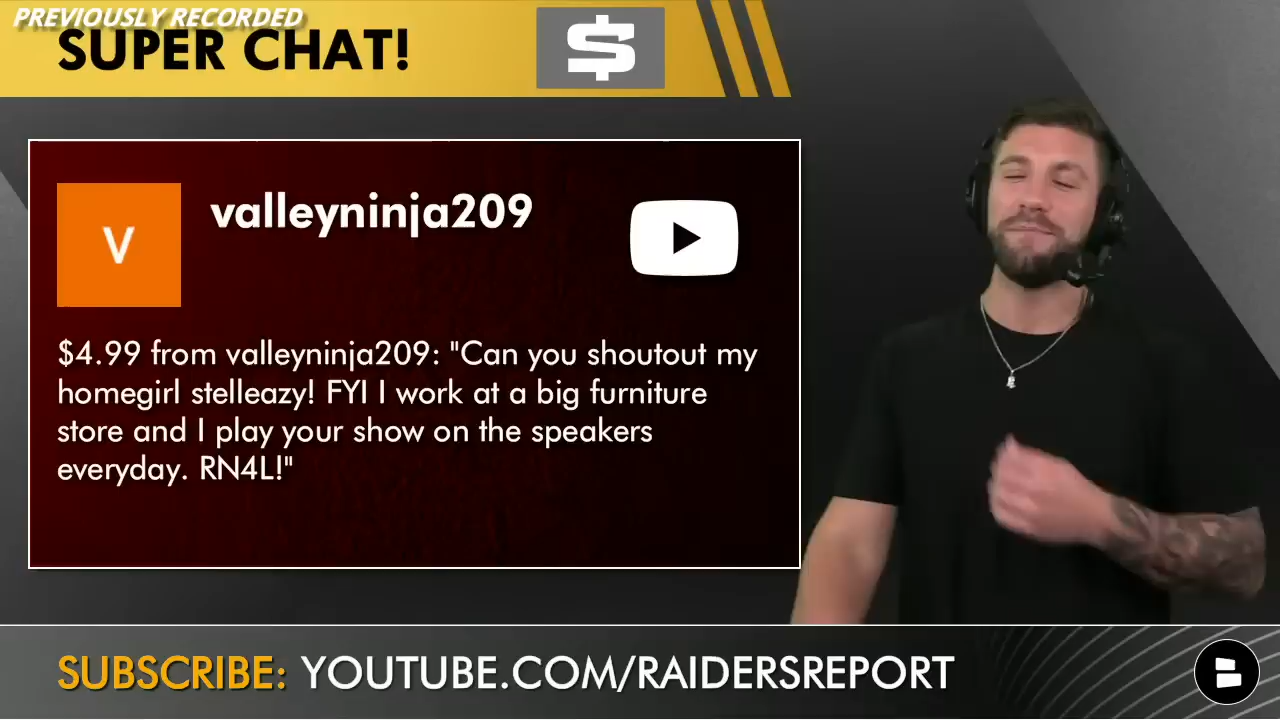 PREVIOUSLY RECORDED
SUPER CHAT!
$
V
valleyninja209
$4.99 from valleyninja209: "Can you shoutout my
homegirl stelleazy! FYI I work at a big furniture
store and I play your show on the speakers
everyday. RN4L!"
SUBSCRIBE: YOUTUBE.COM/RAIDERSREPORT